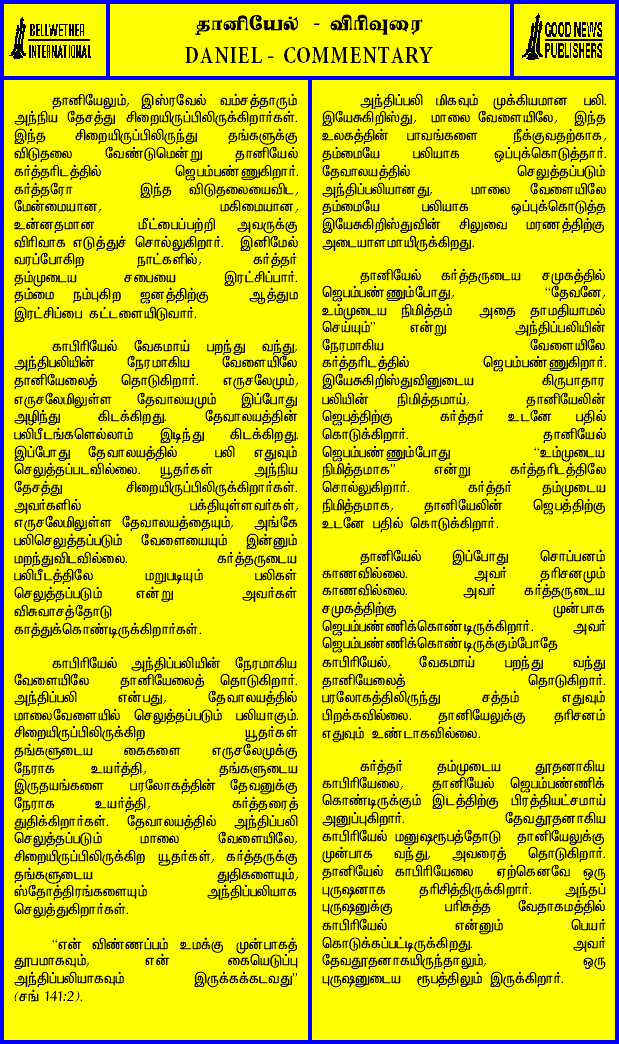 BELLWETHER
INTERNATIONAL
தானியேல் - விரிவுரை
DANIEL - COMMENTARY
GOOD NEWS
PUBLISHERS
தானியேலும், இஸ்ரவேல் வம்சத்தாரும்
அந்நிய தேசத்து சிறையிருப்பிலிருக்கிறார்கள்.
இந்த சிறையிருப்பிலிருந்து தங்களுக்கு
விடுதலை வேண்டுமென்று தானியேல்
கர்த்தரிடத்தில் ஜெபம்பண்ணுகிறார்.
கர்த்தரோ இந்த விடுதலையைவிட,
மேன்மையான, மகிமையான,
உன்னதமான மீட்பைப்பற்றி அவருக்கு
விரிவாக எடுத்துச் சொல்லுகிறார். இனிமேல்
வரப்போகிற நாட்களில், கர்த்தர்
தம்முடைய சபையை இரட்சிப்பார்.
தம்மை நம்புகிற ஜனத்திற்கு ஆத்தும
இரட்சிப்பை கட்டளையிடுவார்.
காபிரியேல் வேகமாய் பறந்து வந்து,
அந்திபலியின் நேரமாகிய வேளையிலே
தானியேலைத் தொடுகிறார். எருசலேமும்,
எருசலேமிலுள்ள தேவாலயமும் இப்போது
அழிந்து கிடக்கிறது. தேவாலயத்தின்
பலிபீடங்களெல்லாம் இடிந்து கிடக்கிறது.
இப்போது தேவாலயத்தில் பலி எதுவும்
செலுத்தப்படவில்லை. யூதர்கள் அந்நிய
தேசத்து சிறையிருப்பிலிருக்கிறார்கள்.
அவர்களில் பக்தியுள்ளவர்கள்,
எருசலேமிலுள்ள தேவாலயத்தையும், அங்கே
பலிசெலுத்தப்படும் வேளையையும் இன்னும்
மறந்துவிடவில்லை. கர்த்தருடைய
பலிபீடத்திலே மறுபடியும் பலிகள்
செலுத்தப்படும் என்று அவர்கள்
விசுவாசத்தோடு
காத்துக்கொண்டிருக்கிறார்கள்.
காபிரியேல் அந்திப்பலியின் நேரமாகிய
வேளையிலே தானியேலைத் தொடுகிறார்.
அந்திப்பலி என்பது, தேவாலயத்தில்
மாலைவேளையில் செலுத்தப்படும் பலியாகும்.
சிறையிருப்பிலிருக்கிற யூதர்கள்
தங்களுடைய கைகளை எருசலேமுக்கு
நேராக உயர்த்தி, தங்களுடைய
இருதயங்களை பரலோகத்தின் தேவனுக்கு
நேராக உயர்த்தி, கர்த்தரைத்
துதிக்கிறார்கள். தேவாலயத்தில் அந்திப்பலி
செலுத்தப்படும் மாலை வேளையிலே,
சிறையிருப்பிலிருக்கிற யூதர்கள், கர்த்தருக்கு
தங்களுடைய துதிகளையும்,
ஸ்தோத்திரங்களையும் அந்திப்பலியாக
செலுத்துகிறார்கள்.
“என் விண்ணப்பம் உமக்கு முன்பாகத்
தூபமாகவும், என் கையெடுப்பு
அந்திப்பலியாகவும் இருக்கக்கடவது”
(சங் 141:2).
அந்திப்பலி மிகவும் முக்கியமான பலி.
இயேசுகிறிஸ்து, மாலை வேளையிலே, இந்த
உலகத்தின் பாவங்களை நீக்குவதற்காக,
தம்மையே பலியாக ஒப்புக்கொடுத்தார்.
தேவாலயத்தில் செலுத்தப்படும்
அந்திப்பலியானது, மாலை வேளையிலே
தம்மையே பலியாக ஒப்புக்கொடுத்த
இயேசுகிறிஸ்துவின் சிலுவை மரணத்திற்கு
அடையாளமாயிருக்கிறது.
தானியேல் கர்த்தருடைய சமுகத்தில்
ஜெபம்பண்ணும்போது, “தேவனே,
உம்முடைய நிமித்தம் அதை தாமதியாமல்
செய்யும்” என்று அந்திப்பலியின்
நேரமாகிய வேளையிலே
கர்த்தரிடத்தில் ஜெபம்பண்ணுகிறார்.
இயேசுகிறிஸ்துவினுடைய கிருபாதார
பலியின் நிமித்தமாய், தானியேலின்
ஜெபத்திற்கு கர்த்தர் உடனே பதில்
கொடுக்கிறார். தானியேல்
ஜெபம்பண்ணும்போது “உம்முடைய
நிமித்தமாக” என்று கர்த்தரிடத்திலே
சொல்லுகிறார். கர்த்தர் தம்முடைய
நிமித்தமாக, தானியேலின் ஜெபத்திற்கு
உடனே பதில் கொடுக்கிறார்.
தானியேல் இப்போது சொப்பனம்
காணவில்லை. அவர் தரிசனமும்
காணவில்லை. அவர் கர்த்தருடைய
சமுகத்திற்கு முன்பாக
ஜெபம்பண்ணிக்கொண்டிருக்கிறார். அவர்
ஜெபம்பண்ணிக்கொண்டிருக்கும்போதே
காபிரியேல், வேகமாய் பறந்து வந்து
தானியேலைத் தொடுகிறார்.
பரலோகத்திலிருந்து சத்தம் எதுவும்
பிறக்கவில்லை. தானியேலுக்கு தரிசனம்
எதுவும் உண்டாகவில்லை.
கர்த்தர் தம்முடைய தூதனாகிய
காபிரியேலை, தானியேல் ஜெபம்பண்ணிக்
கொண்டிருக்கும் இடத்திற்கு பிரத்தியட்சமாய்
அனுப்புகிறார். தேவதூதனாகிய
காபிரியேல் மனுஷரூபத்தோடு தானியேலுக்கு
முன்பாக வந்து, அவரைத் தொடுகிறார்.
தானியேல் காபிரியேலை ஏற்கெனவே ஒரு
புருஷனாக தரிசித்திருக்கிறார். அந்தப்
புருஷனுக்கு பரிசுத்த வேதாகமத்தில்
காபிரியேல் என்னும் பெயர்
கொடுக்கப்பட்டிருக்கிறது. அவர்
தேவதூதனாகயிருந்தாலும், ஒரு
புருஷனுடைய ரூபத்திலும் இருக்கிறார்.